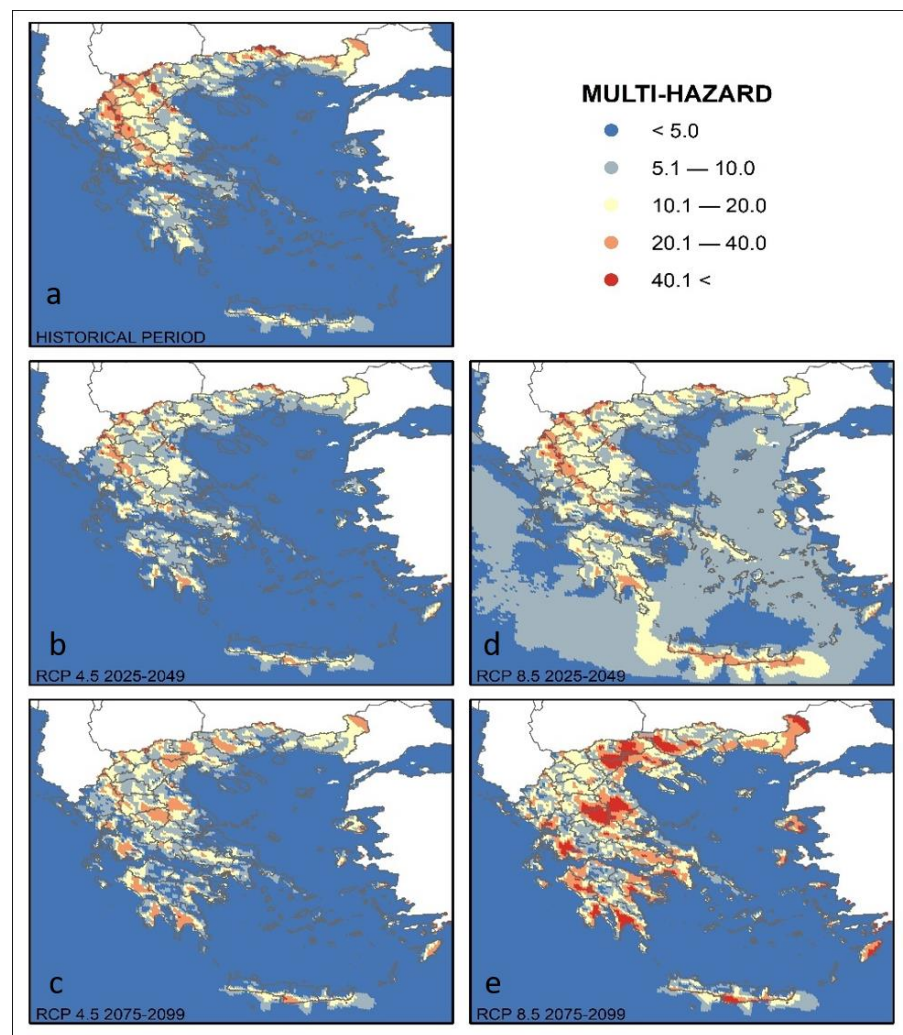 MULTI-HAZARD
< 5.0
5.1 — 10.0
10.1 — 20.0
20.1 — 40.0
40.1 <
a
HISTORICAL PERIOD
b
RCP 4.5 2025-2049
d
RCP 8.5 2025-2049
c
RCP 4.5 2075-2099
e
RCP 8.5 2075-2099